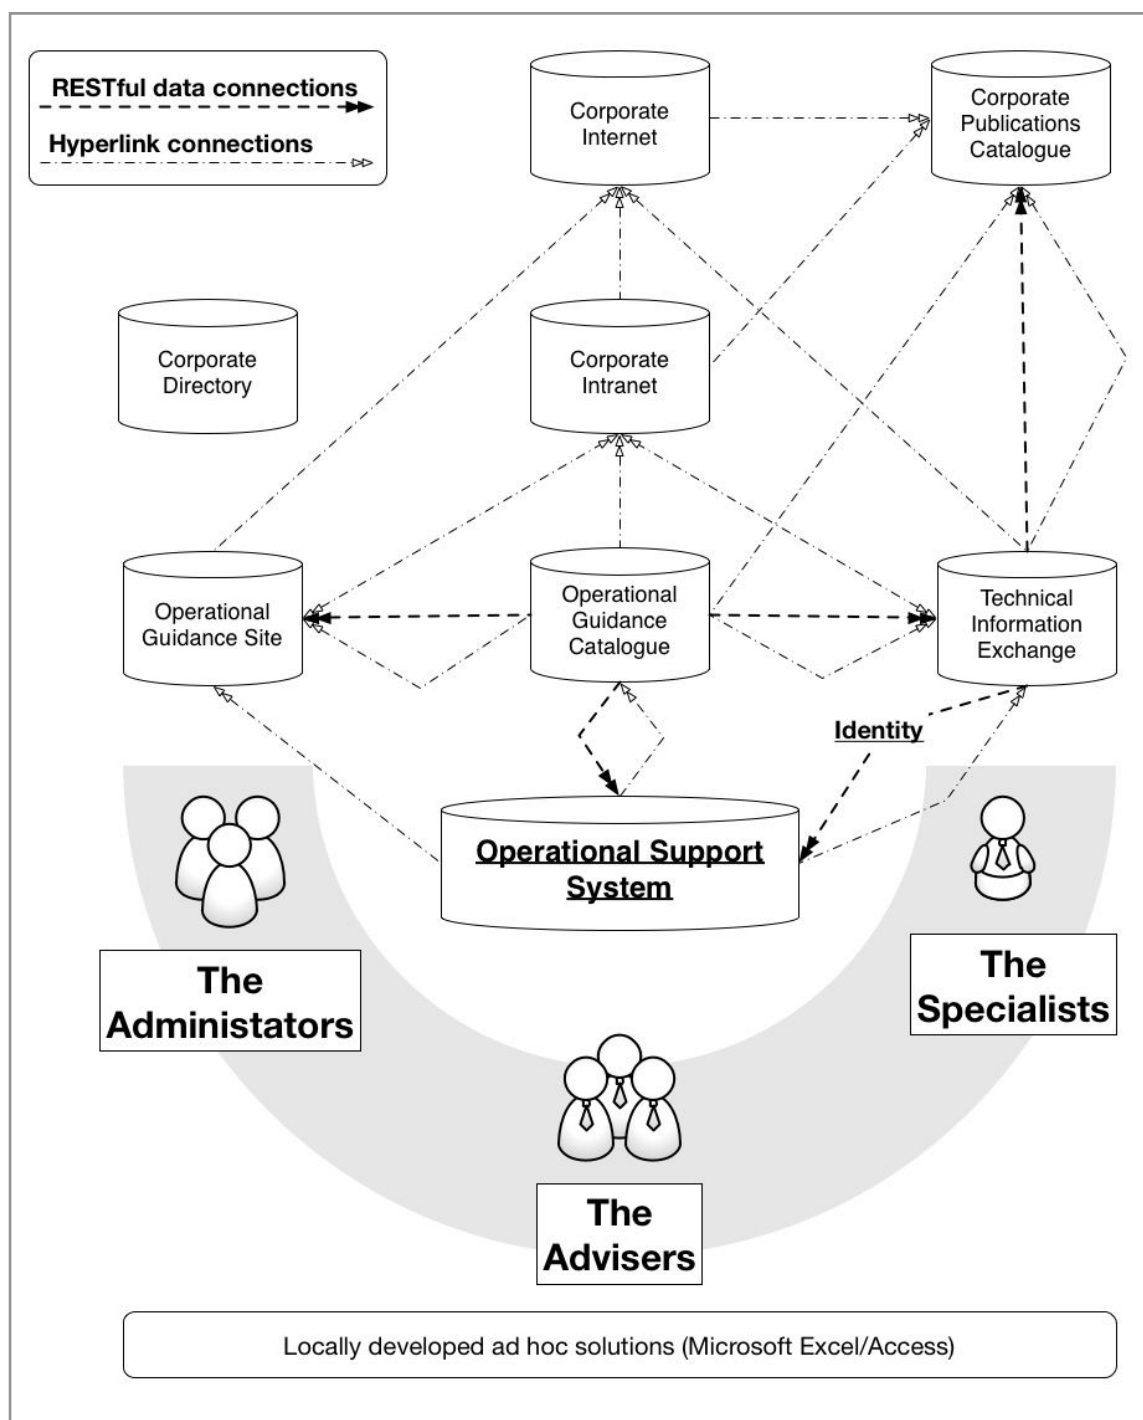 RESTful data connections
Hyperlink connections
Corporate
Internet
Corporate
Publications
Catalogue
Corporate
Directory
Corporate
Intranet
Operational
Guidance Site
Operational
Guidance
Catalogue
Technical
Information
Exchange
Identity
Operational Support
System
The
Administators
The
Specialists
The
Advisers
Locally developed ad hoc solutions (Microsoft Excel/Access)